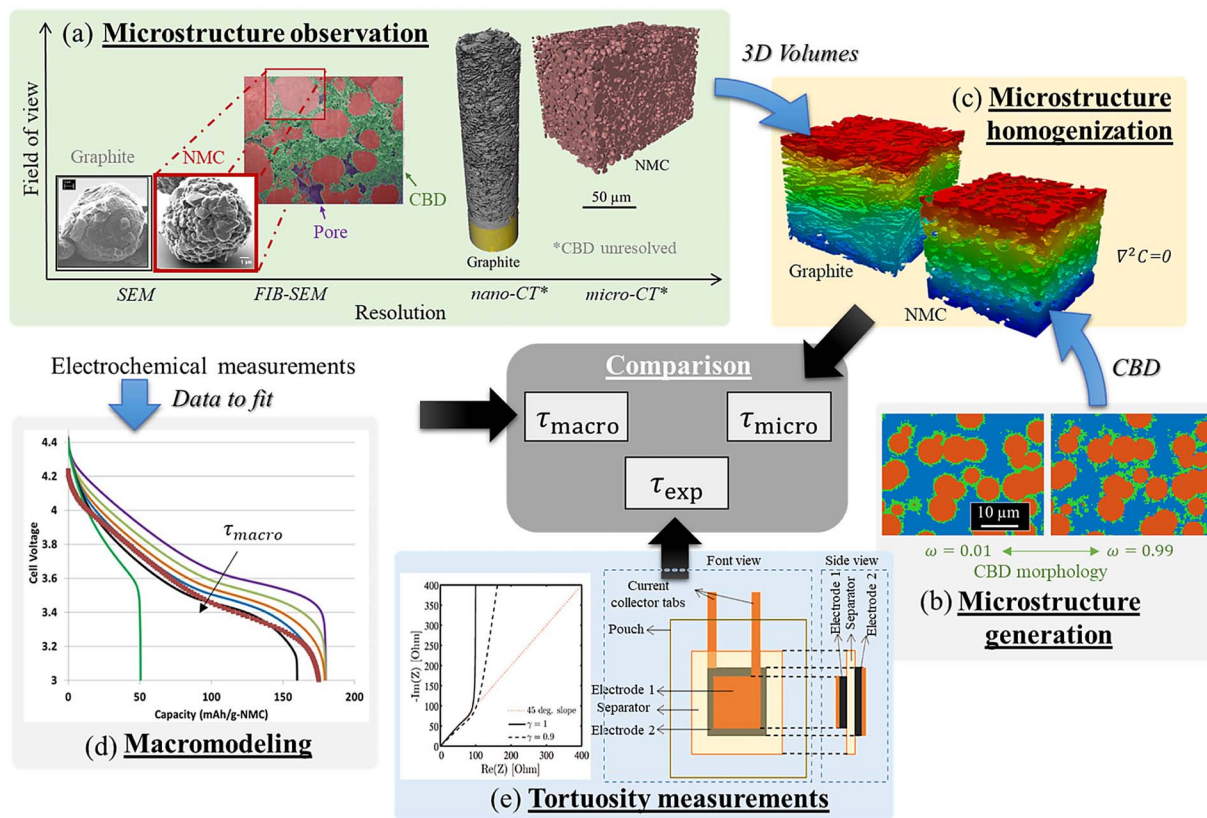 (a) Microstructure observation
Field of view
Graphite
NMC
CBD
Pore
Graphite
NMC
50 µm
*CBD unresolved
SEM
FIB-SEM
nano-CT*
micro-CT*
Resolution
3D Volumes
(c) Microstructure
homogenization
Graphite
NMC
∇²C=0
CBD
Comparison
τmacro
τmicro
τexp
Electrochemical measurements
Data to fit
4.4
4.2
4
3.8
3.6
3.4
3.2
3
Cell Voltage
τmacro
0
50
100
150
200
Capacity (mAh/g-NMC)
(d) Macromodeling
10 µm
ω = 0.01
ω = 0.99
CBD morphology
(b) Microstructure
generation
400
350
300
250
200
150
100
50
0
-Im(Z) [Ohm]
45 deg. slope
γ = 1
γ = 0.9
0
100
200
300
400
Re(Z) [Ohm]
Font view
Side view
Current
collector tabs
Pouch
Electrode 1
Separator
Electrode 2
Electrode 1
Separator
Electrode 2
(e) Tortuosity measurements